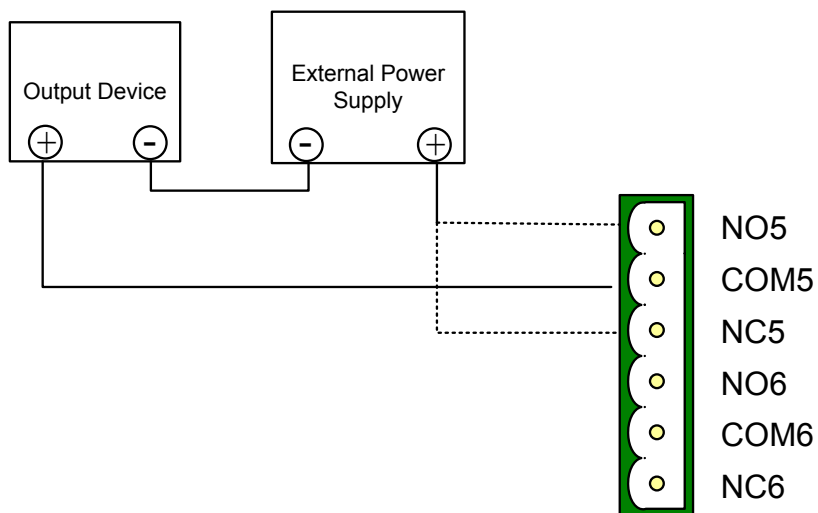 Output Device
+
-
External Power
Supply
-
+
NO5
COM5
NC5
NO6
COM6
NC6